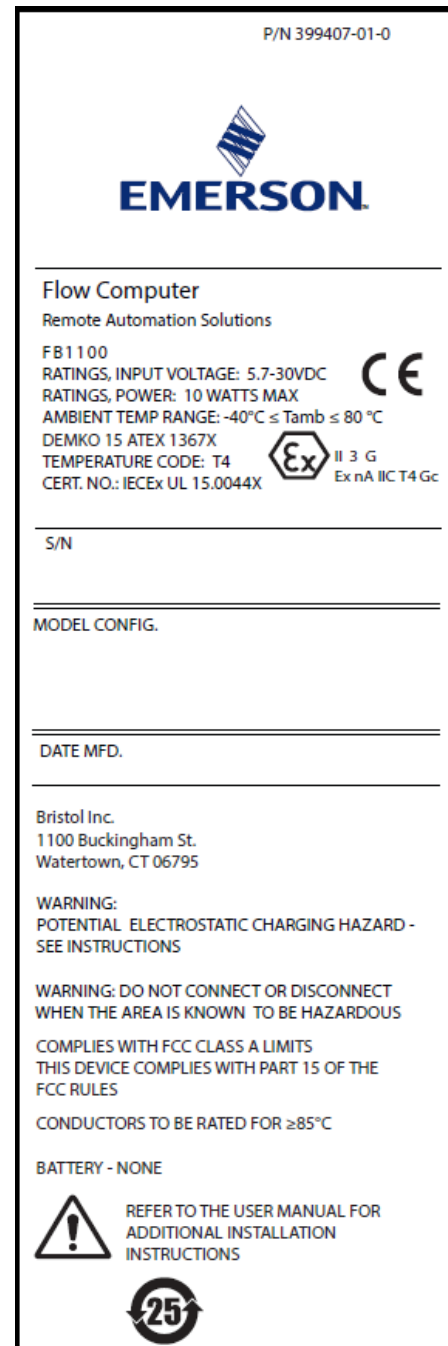 P/N 399407-01-0
EMERSON™
Flow Computer
Remote Automation Solutions
FB1100
RATINGS, INPUT VOLTAGE: 5.7-30VDC
RATINGS, POWER: 10 WATTS MAX
AMBIENT TEMP RANGE: -40°C ≤ Tamb ≤ 80 °C
DEMKO 15 ATEX 1367X
TEMPERATURE CODE: T4
CERT. NO.: IECEx UL 15.0044X
CE
Ex
II 3 G
Ex nA IIC T4 Gc
S/N
MODEL CONFIG.
DATE MFD.
Bristol Inc.
1100 Buckingham St.
Watertown, CT 06795
WARNING:
POTENTIAL ELECTROSTATIC CHARGING HAZARD -
SEE INSTRUCTIONS
WARNING: DO NOT CONNECT OR DISCONNECT
WHEN THE AREA IS KNOWN TO BE HAZARDOUS
COMPLIES WITH FCC CLASS A LIMITS
THIS DEVICE COMPLIES WITH PART 15 OF THE
FCC RULES
CONDUCTORS TO BE RATED FOR ≥85°C
BATTERY - NONE
REFER TO THE USER MANUAL FOR
ADDITIONAL INSTALLATION
INSTRUCTIONS
25